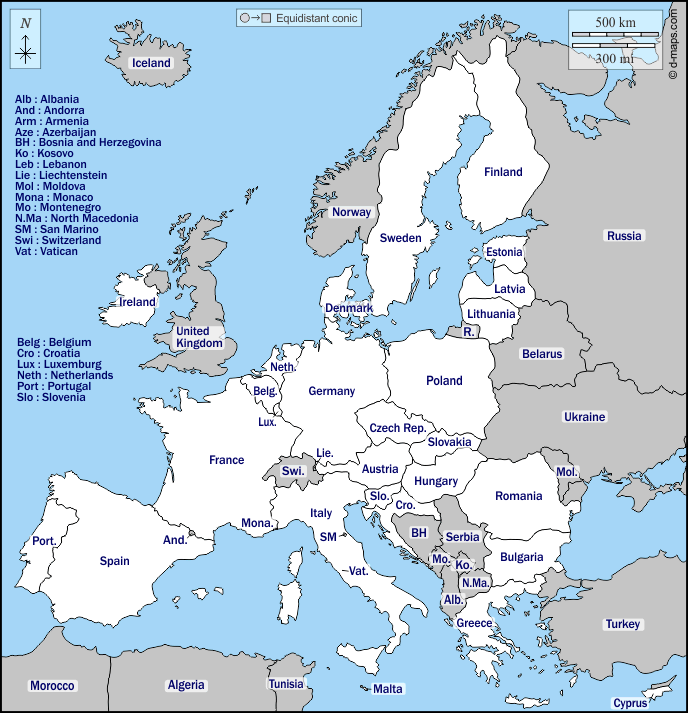 N
Equidistant conic
500 km
300 mi
© d-maps.com
Iceland
Alb : Albania
And : Andorra
Arm : Armenia
Aze : Azerbaijan
BH : Bosnia and Herzegovina
Ko : Kosovo
Leb : Lebanon
Lie : Liechtenstein
Mol : Moldova
Mona : Monaco
Mo : Montenegro
N.Ma : North Macedonia
SM : San Marino
Swi : Switzerland
Vat : Vatican
Finland
Norway
Sweden
Russia
Estonia
Latvia
Ireland
Denmark
Lithuania
United
Kingdom
R.
Belg : Belgium
Cro : Croatia
Lux : Luxemburg
Neth : Netherlands
Port : Portugal
Slo : Slovenia
Belarus
Neth.
Belg.
Germany
Poland
Lux.
Ukraine
Czech Rep.
Slovakia
France
Lie.
Swi.
Austria
Mol.
Hungary
Romania
Slo.
Cro.
Italy
Mona.
SM
BH
Serbia
Port.
And.
Spain
Vat.
Mo.
Ko.
Bulgaria
N.Ma.
Alb.
Greece
Turkey
Morocco
Algeria
Tunisia
Malta
Cyprus